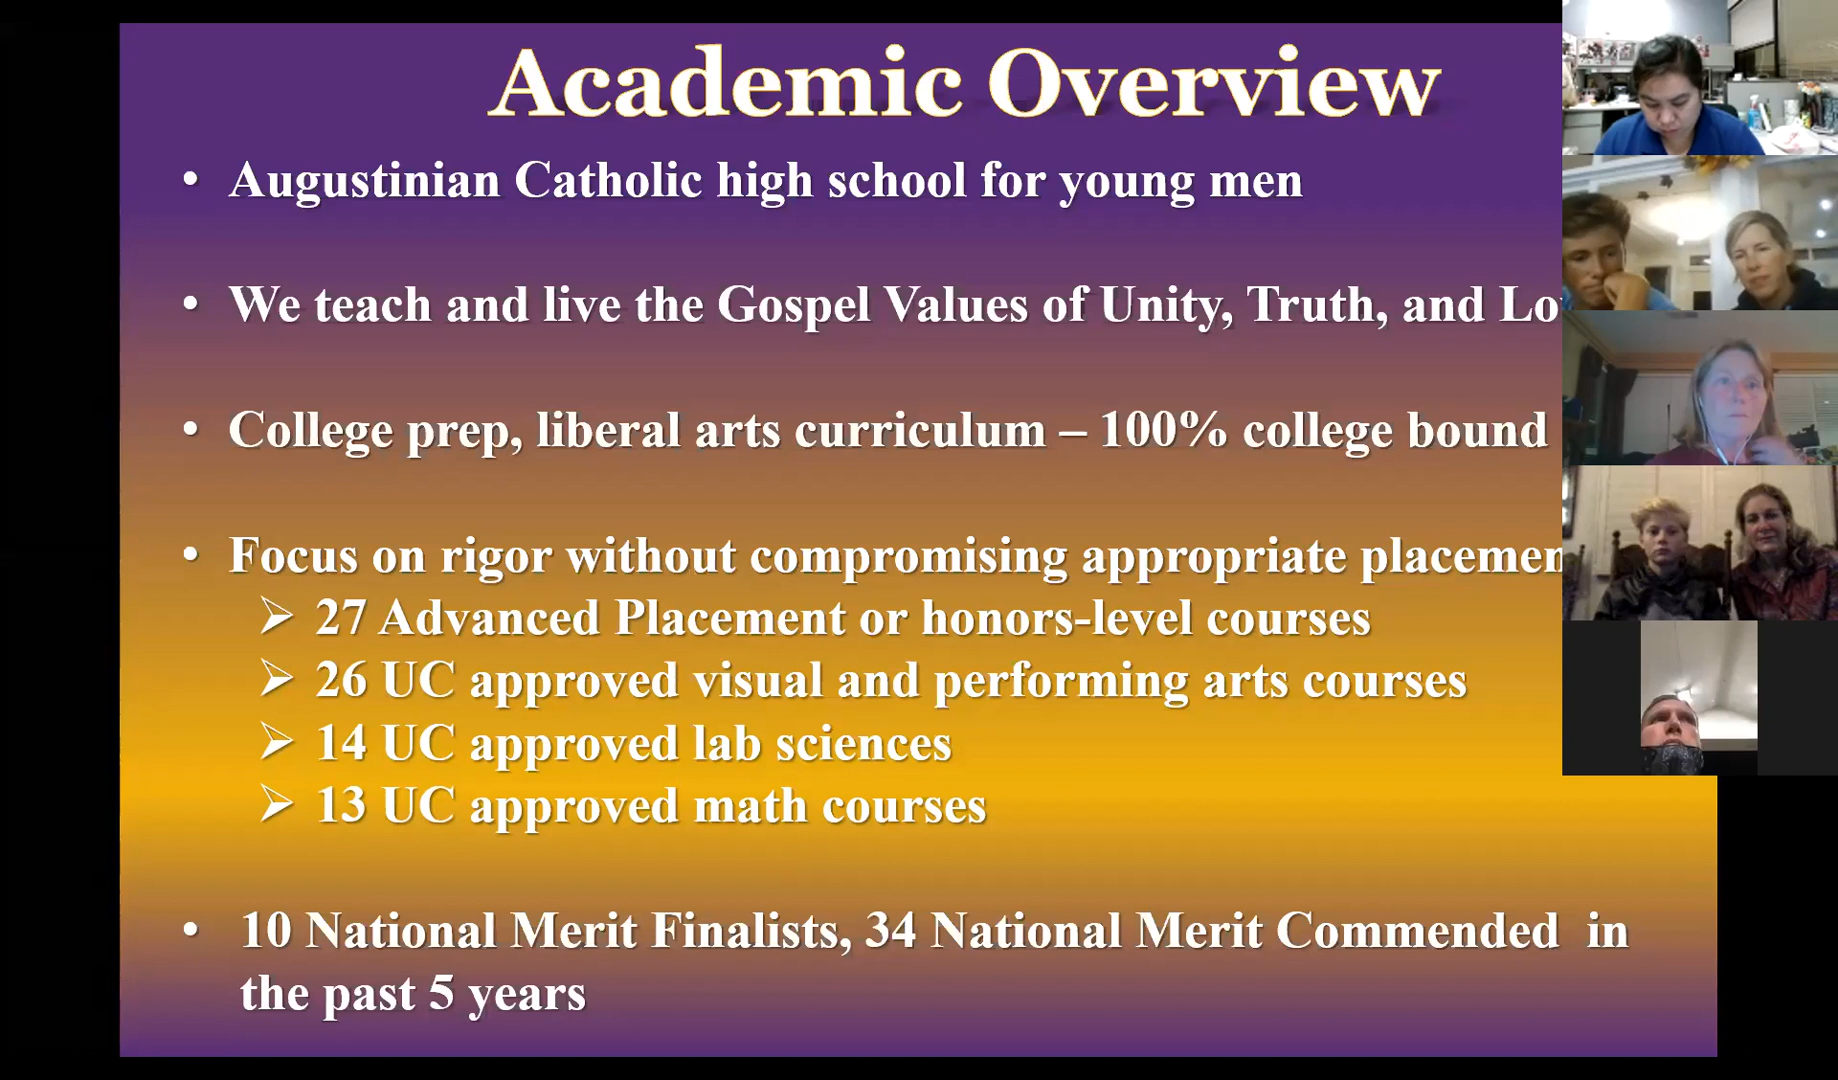 Academic Overview
• Augustinian Catholic high school for young men
• We teach and live the Gospel Values of Unity, Truth, and Lo
• College prep, liberal arts curriculum – 100% college bound
• Focus on rigor without compromising appropriate placemen
➢ 27 Advanced Placement or honors-level courses
➢ 26 UC approved visual and performing arts courses
➢ 14 UC approved lab sciences
➢ 13 UC approved math courses
• 10 National Merit Finalists, 34 National Merit Commended in
the past 5 years